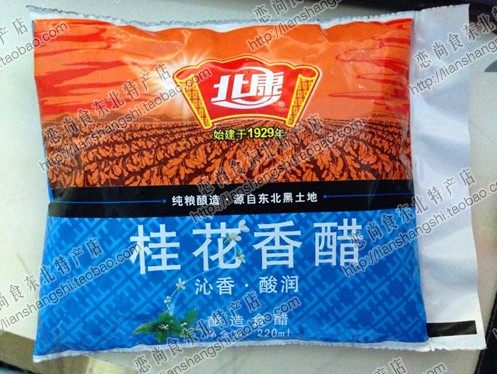 北康
®
始建于1929年
纯粮酿造·源自东北黑土地
桂花香醋
沁香·酸润
酿造食醋
220ml
恋尚食东北特产店
http://lianshangshi.taobao.com